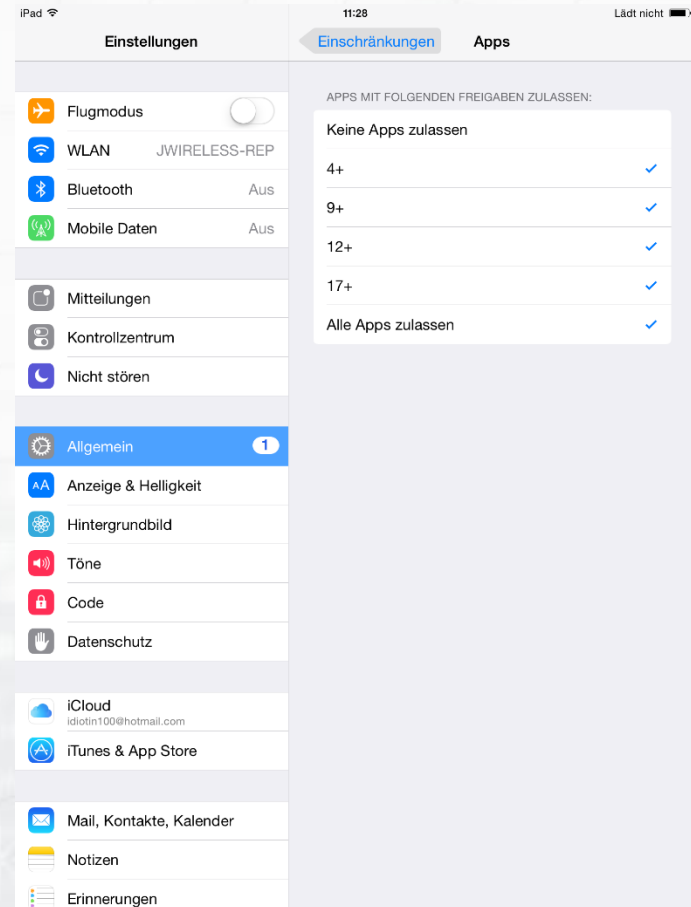 iPad
11:28
Lädt nicht
Einstellungen
Einschränkungen
Apps
Flugmodus
WLAN JWIRELESS-REP
Bluetooth Aus
Mobile Daten Aus
Mitteilungen
Kontrollzentrum
Nicht stören
Allgemein 1
AA Anzeige & Helligkeit
Hintergrundbild
Töne
Code
Datenschutz
iCloud
idiotin100@hotmail.com
iTunes & App Store
Mail, Kontakte, Kalender
Notizen
Erinnerungen
APPS MIT FOLGENDEN FREIGABEN ZULASSEN:
Keine Apps zulassen
4+
9+
12+
17+
Alle Apps zulassen